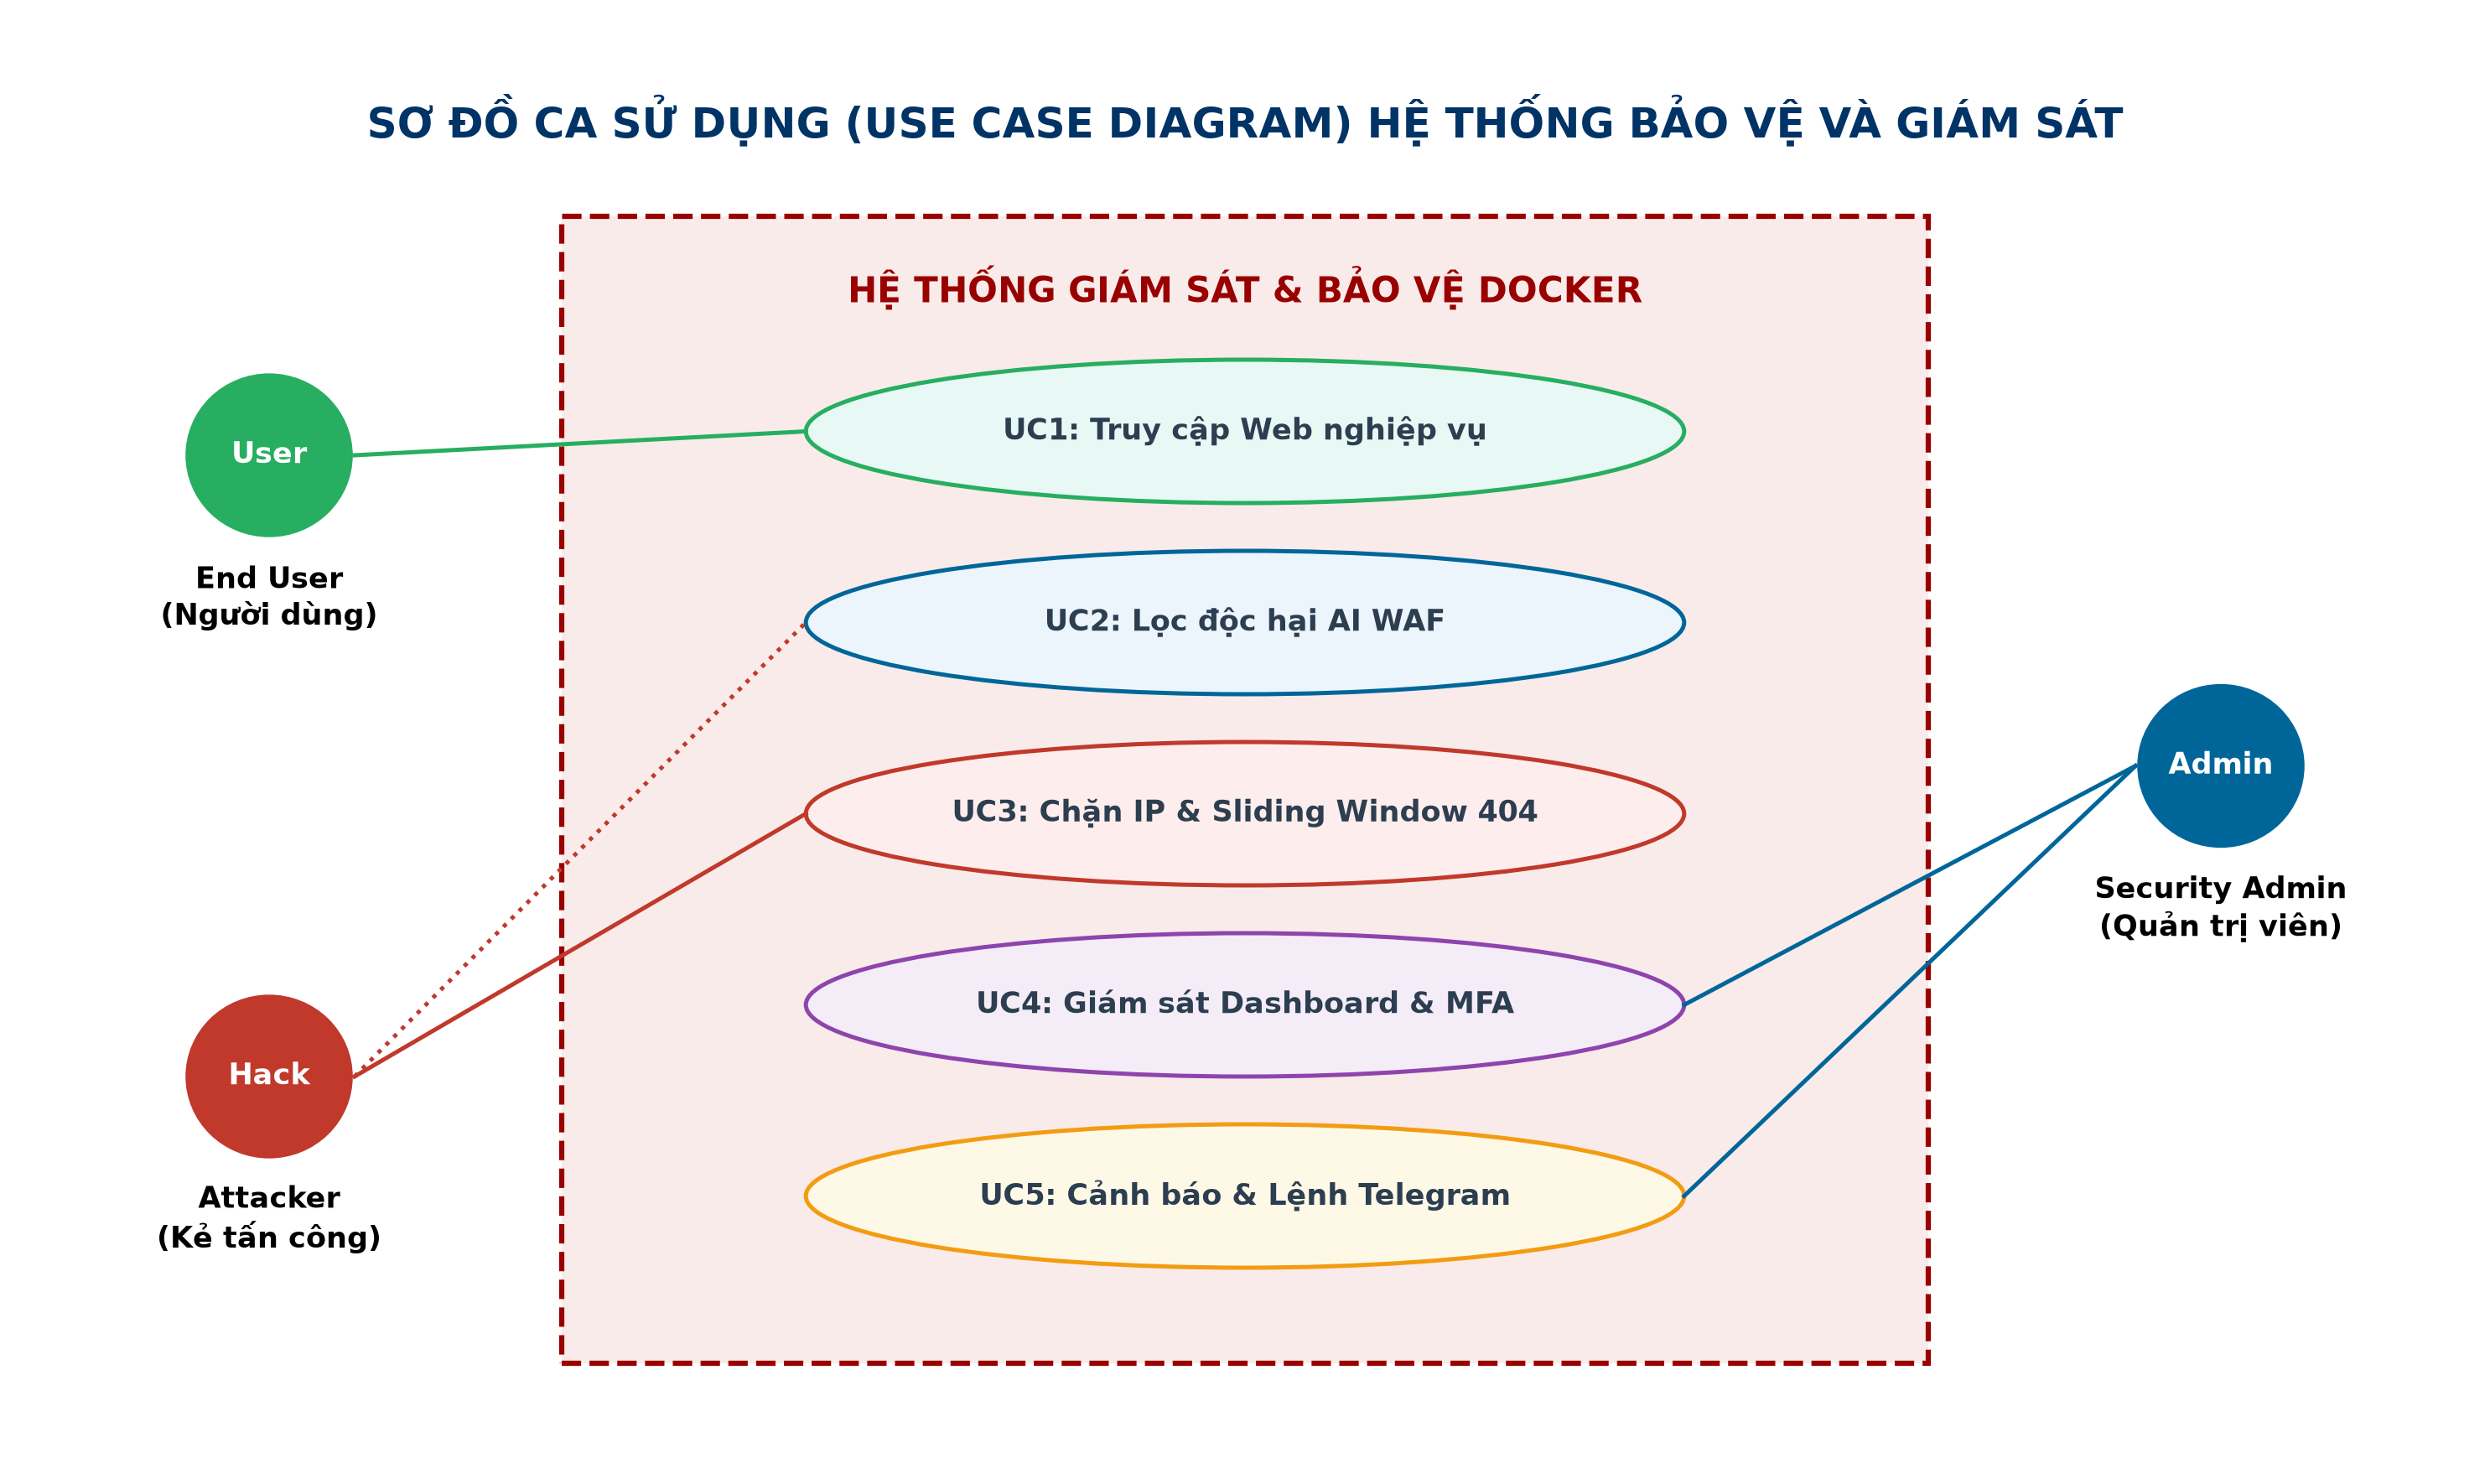 SƠ ĐỒ CA SỬ DỤNG (USE CASE DIAGRAM) HỆ THỐNG BẢO VỆ VÀ GIÁM SÁT
HỆ THỐNG GIÁM SÁT & BẢO VỆ DOCKER
User
End User
(Người dùng)
UC1: Truy cập Web nghiệp vụ
UC2: Lọc độc hại AI WAF
UC3: Chặn IP & Sliding Window 404
UC4: Giám sát Dashboard & MFA
UC5: Cảnh báo & Lệnh Telegram
Admin
Security Admin
(Quản trị viên)
Hack
Attacker
(Kẻ tấn công)